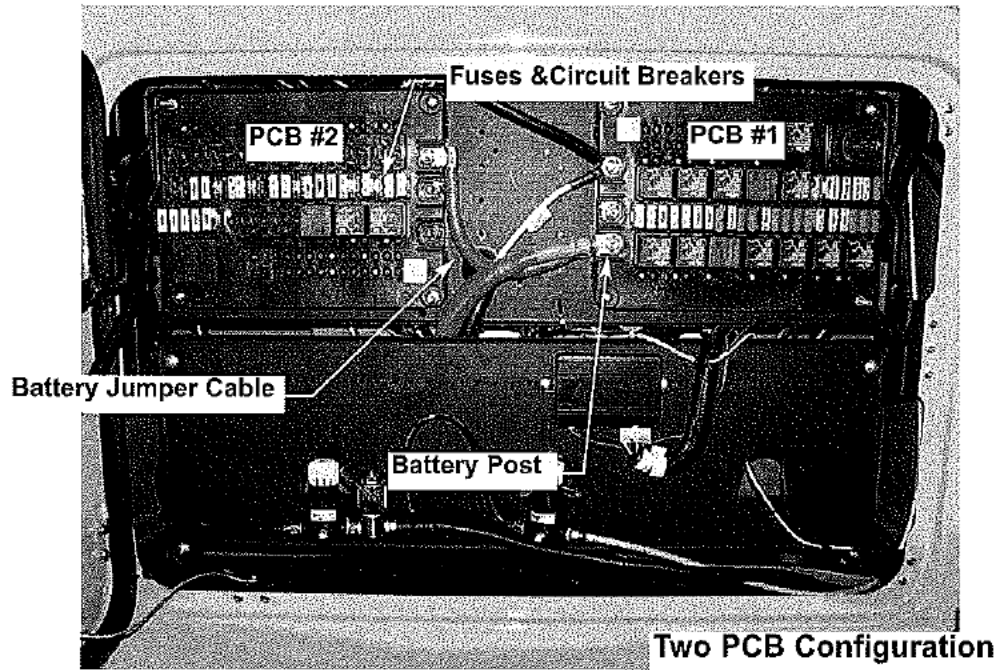 Fuses &Circuit Breakers
PCB #2
PCB #1
Battery Jumper Cable
Battery Post
Two PCB Configuration